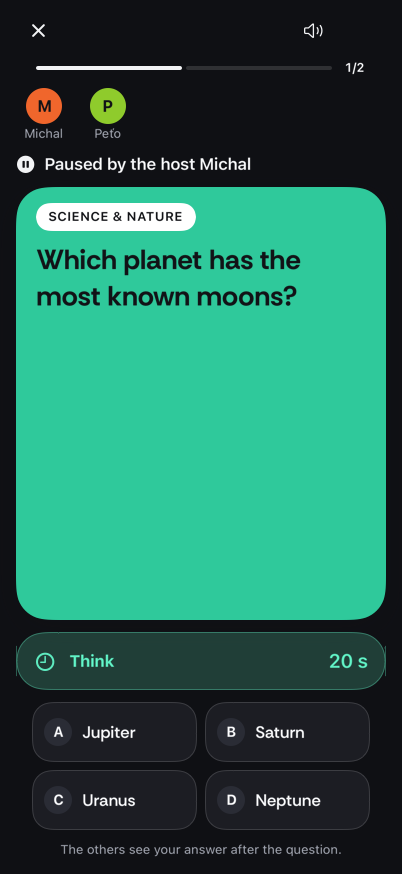 1/2
M
P
Michal
Peťo
Paused by the host Michal
SCIENCE & NATURE
Which planet has the
most known moons?
Think
20 s
A Jupiter
B Saturn
C Uranus
D Neptune
The others see your answer after the question.